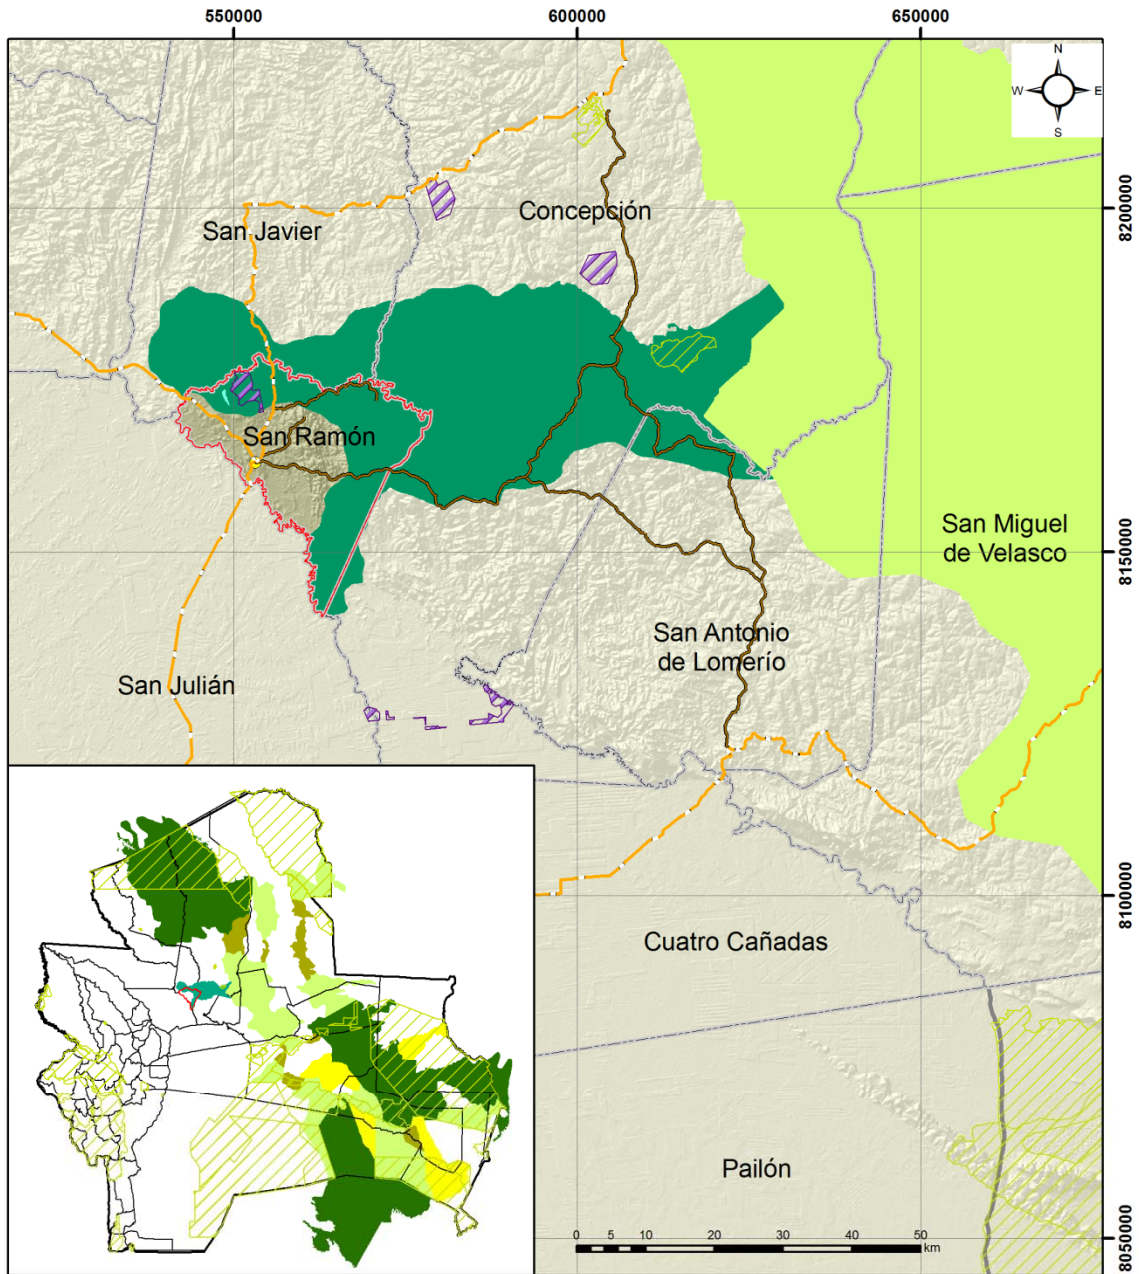 550000
600000
650000
N
W
E
S
8200000
Concepción
San Javier
San Ramón
San Miguel
de Velasco
8150000
San Antonio
de Lomerío
San Julián
8100000
Cuatro Cañadas
Pailón
0
5
10
20
30
40
50
km
8050000